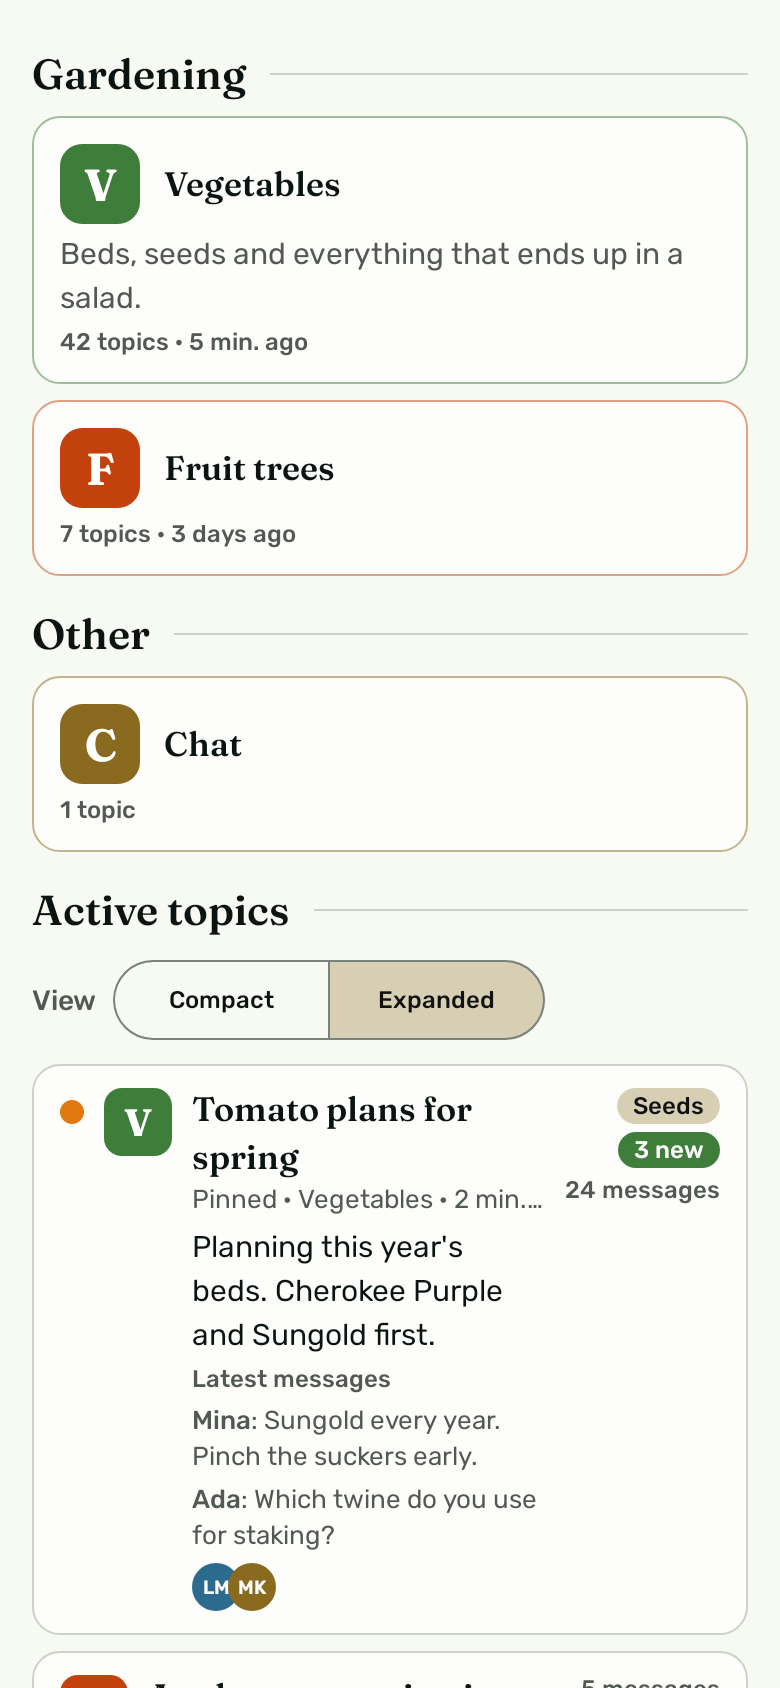 Gardening
V
Vegetables
Beds, seeds and everything that ends up in a
salad.
42 topics • 5 min. ago
F
Fruit trees
7 topics • 3 days ago
Other
C
Chat
1 topic
Active topics
View
Compact
Expanded
V
Tomato plans for
spring
Seeds
3 new
24 messages
Pinned • Vegetables • 2 min.…
Planning this year's
beds. Cherokee Purple
and Sungold first.
Latest messages
Mina: Sungold every year.
Pinch the suckers early.
Ada: Which twine do you use
for staking?
LM
MK
5 messages